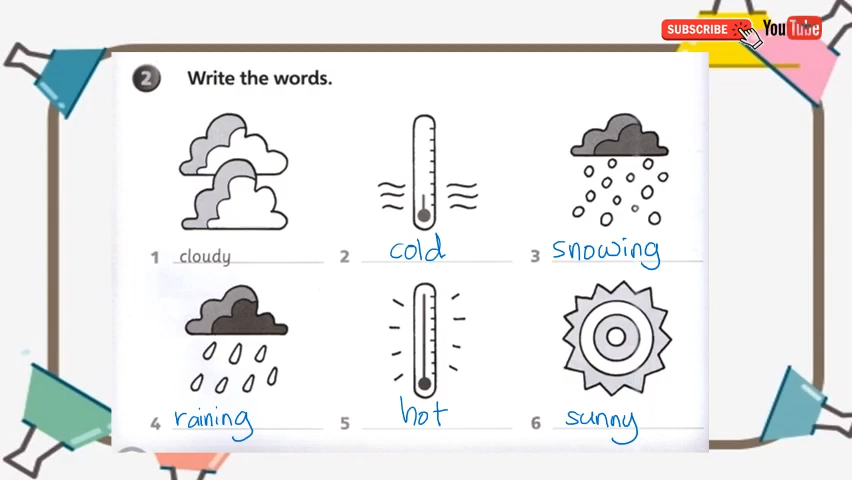 SUBSCRIBE YouTube
2 Write the words.
1 cloudy 2 cold 3 snowing
4 raining 5 hot 6 sunny